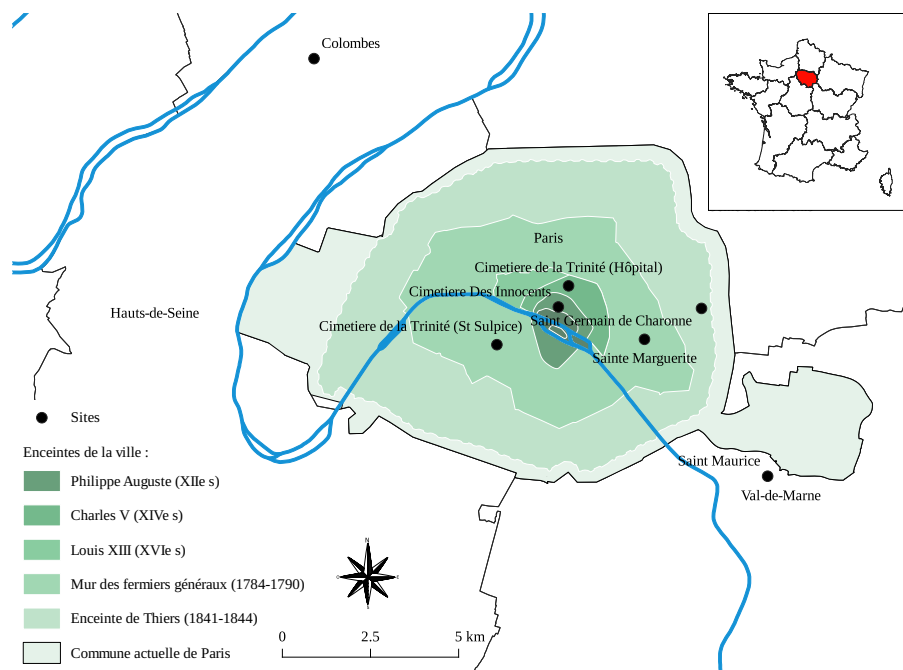 Colombes
Paris
Cimetiere de la Trinité (Hôpital)
Cimetiere Des Innocents
Hauts-de-Seine
Saint Germain de Charonne
Cimetiere de la Trinité (St Sulpice)
Sainte Marguerite
Sites
Enceintes de la ville :
Saint Maurice
Philippe Auguste (XIIe s)
Val-de-Marne
Charles V (XIVe s)
Louis XIII (XVIe s)
N
O
E
S
Mur des fermiers généraux (1784-1790)
Enceinte de Thiers (1841-1844)
0 2.5 5 km
Commune actuelle de Paris